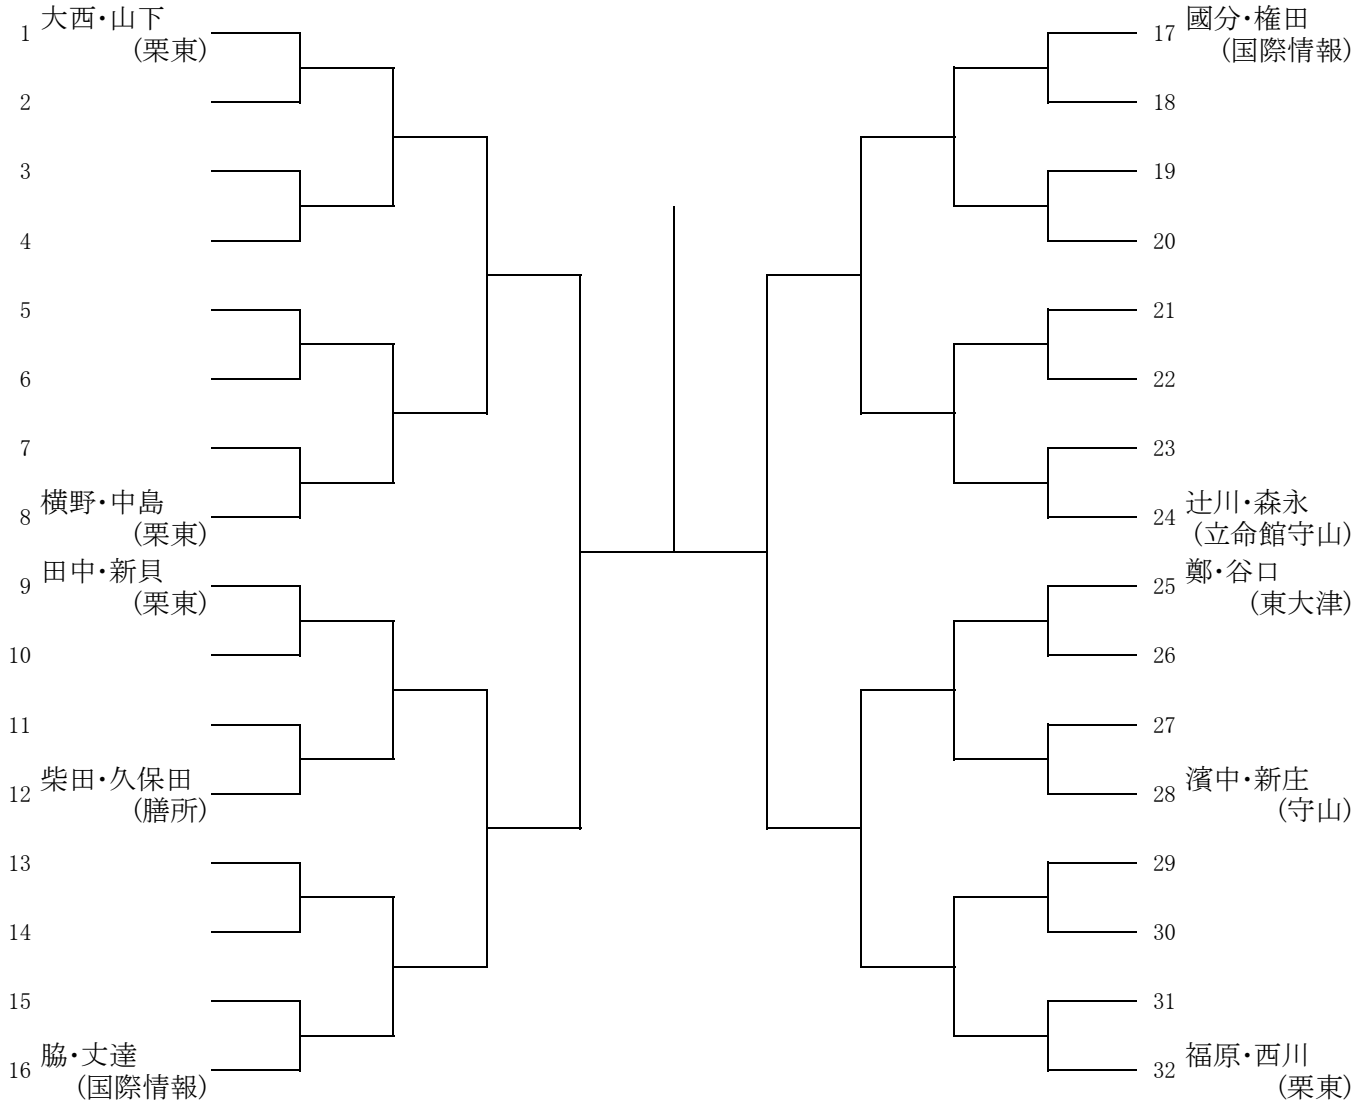 1 大西・山下
(栗東)
2
3
4
5
6
7
8 横野・中島
(栗東)
9 田中・新貝
(栗東)
10
11
12 柴田・久保田
(膳所)
13
14
15
16 脇・丈達
(国際情報)
17 國分・権田
(国際情報)
18
19
20
21
22
23
24 辻川・森永
(立命館守山)
25 鄭・谷口
(東大津)
26
27
28 濱中・新庄
(守山)
29
30
31
32 福原・西川
(栗東)